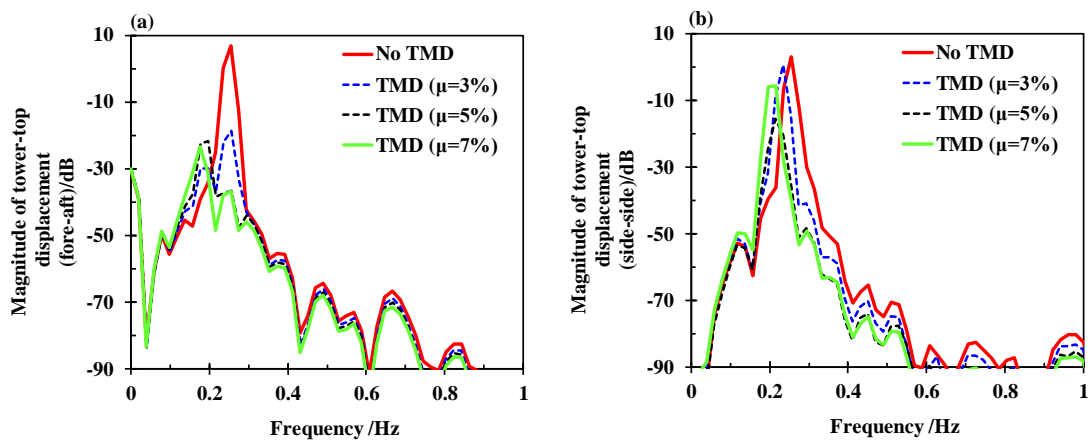 (a)
Magnitude of tower-top
displacement
(fore-aft)/dB
10
-10
-30
-50
-70
-90
0
0.2
0.4
0.6
0.8
1
Frequency /Hz
No TMD
TMD (μ=3%)
TMD (μ=5%)
TMD (μ=7%)
(b)
Magnitude of tower-top
displacement
(side-side)/dB
10
-10
-30
-50
-70
-90
0
0.2
0.4
0.6
0.8
1
Frequency /Hz
No TMD
TMD (μ=3%)
TMD (μ=5%)
TMD (μ=7%)